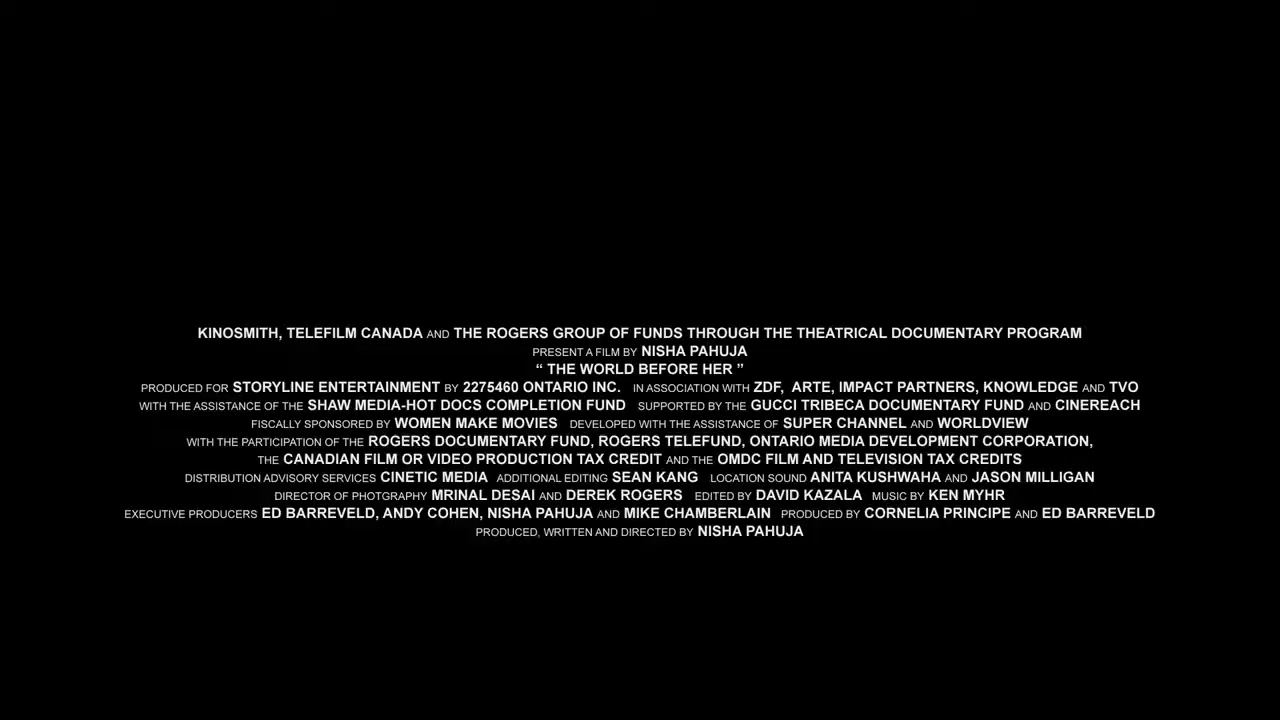 KINOSMITH, TELEFILM CANADA AND THE ROGERS GROUP OF FUNDS THROUGH THE THEATRICAL DOCUMENTARY PROGRAM
PRESENT A FILM BY NISHA PAHUJA
“ THE WORLD BEFORE HER ”
PRODUCED FOR STORYLINE ENTERTAINMENT BY 2275460 ONTARIO INC. IN ASSOCIATION WITH ZDF, ARTE, IMPACT PARTNERS, KNOWLEDGE AND TVO
WITH THE ASSISTANCE OF THE SHAW MEDIA-HOT DOCS COMPLETION FUND SUPPORTED BY THE GUCCI TRIBECA DOCUMENTARY FUND AND CINEREACH
FISCALLY SPONSORED BY WOMEN MAKE MOVIES DEVELOPED WITH THE ASSISTANCE OF SUPER CHANNEL AND WORLDVIEW
WITH THE PARTICIPATION OF THE ROGERS DOCUMENTARY FUND, ROGERS TELEFUND, ONTARIO MEDIA DEVELOPMENT CORPORATION,
THE CANADIAN FILM OR VIDEO PRODUCTION TAX CREDIT AND THE OMDC FILM AND TELEVISION TAX CREDITS
DISTRIBUTION ADVISORY SERVICES CINETIC MEDIA ADDITIONAL EDITING SEAN KANG LOCATION SOUND ANITA KUSHWAHA AND JASON MILLIGAN
DIRECTOR OF PHOTGRAPHY MRINAL DESAI AND DEREK ROGERS EDITED BY DAVID KAZALA MUSIC BY KEN MYHR
EXECUTIVE PRODUCERS ED BARREVELD, ANDY COHEN, NISHA PAHUJA AND MIKE CHAMBERLAIN PRODUCED BY CORNELIA PRINCIPE AND ED BARREVELD
PRODUCED, WRITTEN AND DIRECTED BY NISHA PAHUJA